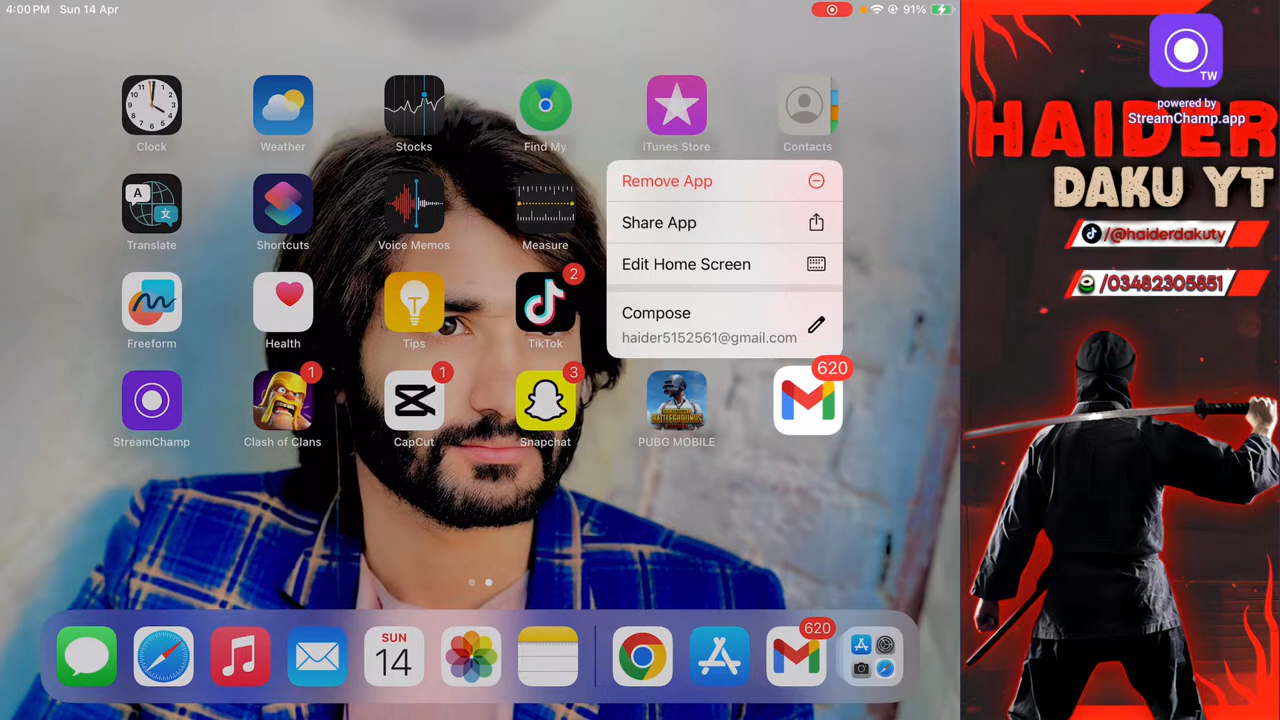 4:00 PM Sun 14 Apr
91%
Clock
Weather
Stocks
Find My
iTunes Store
Contacts
Translate
Shortcuts
Voice Memos
Measure
Freeform
Health
Tips
TikTok
2
Remove App
Share App
Edit Home Screen
Compose
haider5152561@gmail.com
StreamChamp
Clash of Clans
1
CapCut
1
Snapchat
3
PUBG MOBILE
620
SUN
14
620
TW
powered by
StreamChamp.app
HAIDER
DAKU YT
/@haiderdakuty
/03482305851